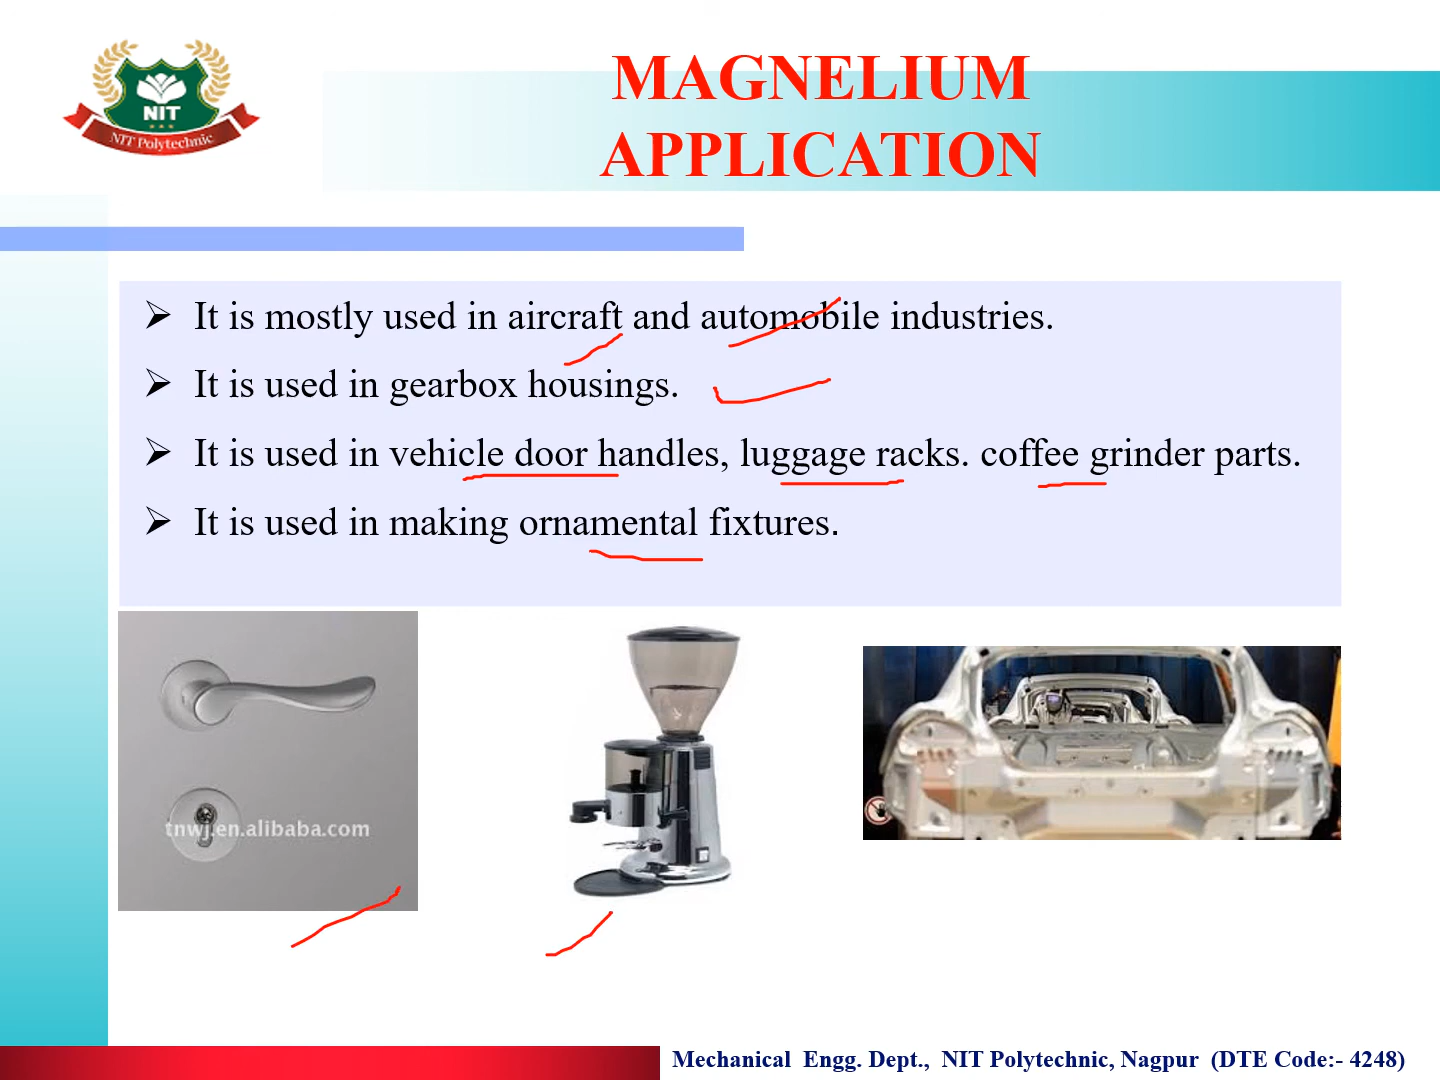 NIT
NIT Polytechnic
MAGNELIUM
APPLICATION
It is mostly used in aircraft and automobile industries.
It is used in gearbox housings.
It is used in vehicle door handles, luggage racks. coffee grinder parts.
It is used in making ornamental fixtures.
tnwj.en.alibaba.com
Mechanical Engg. Dept., NIT Polytechnic, Nagpur (DTE Code:- 4248)